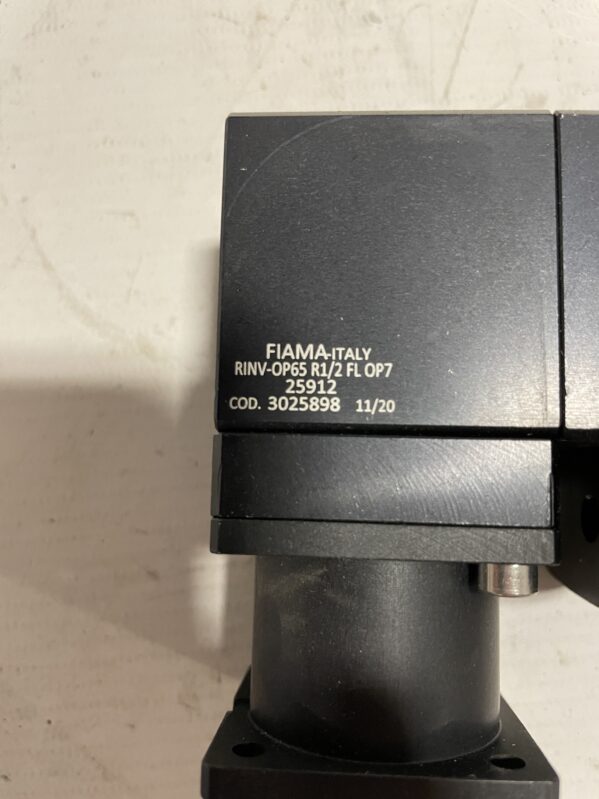 FIAMA-ITALY
RINV-OP65 R1/2 FL OP7
25912
COD. 3025898 11/20